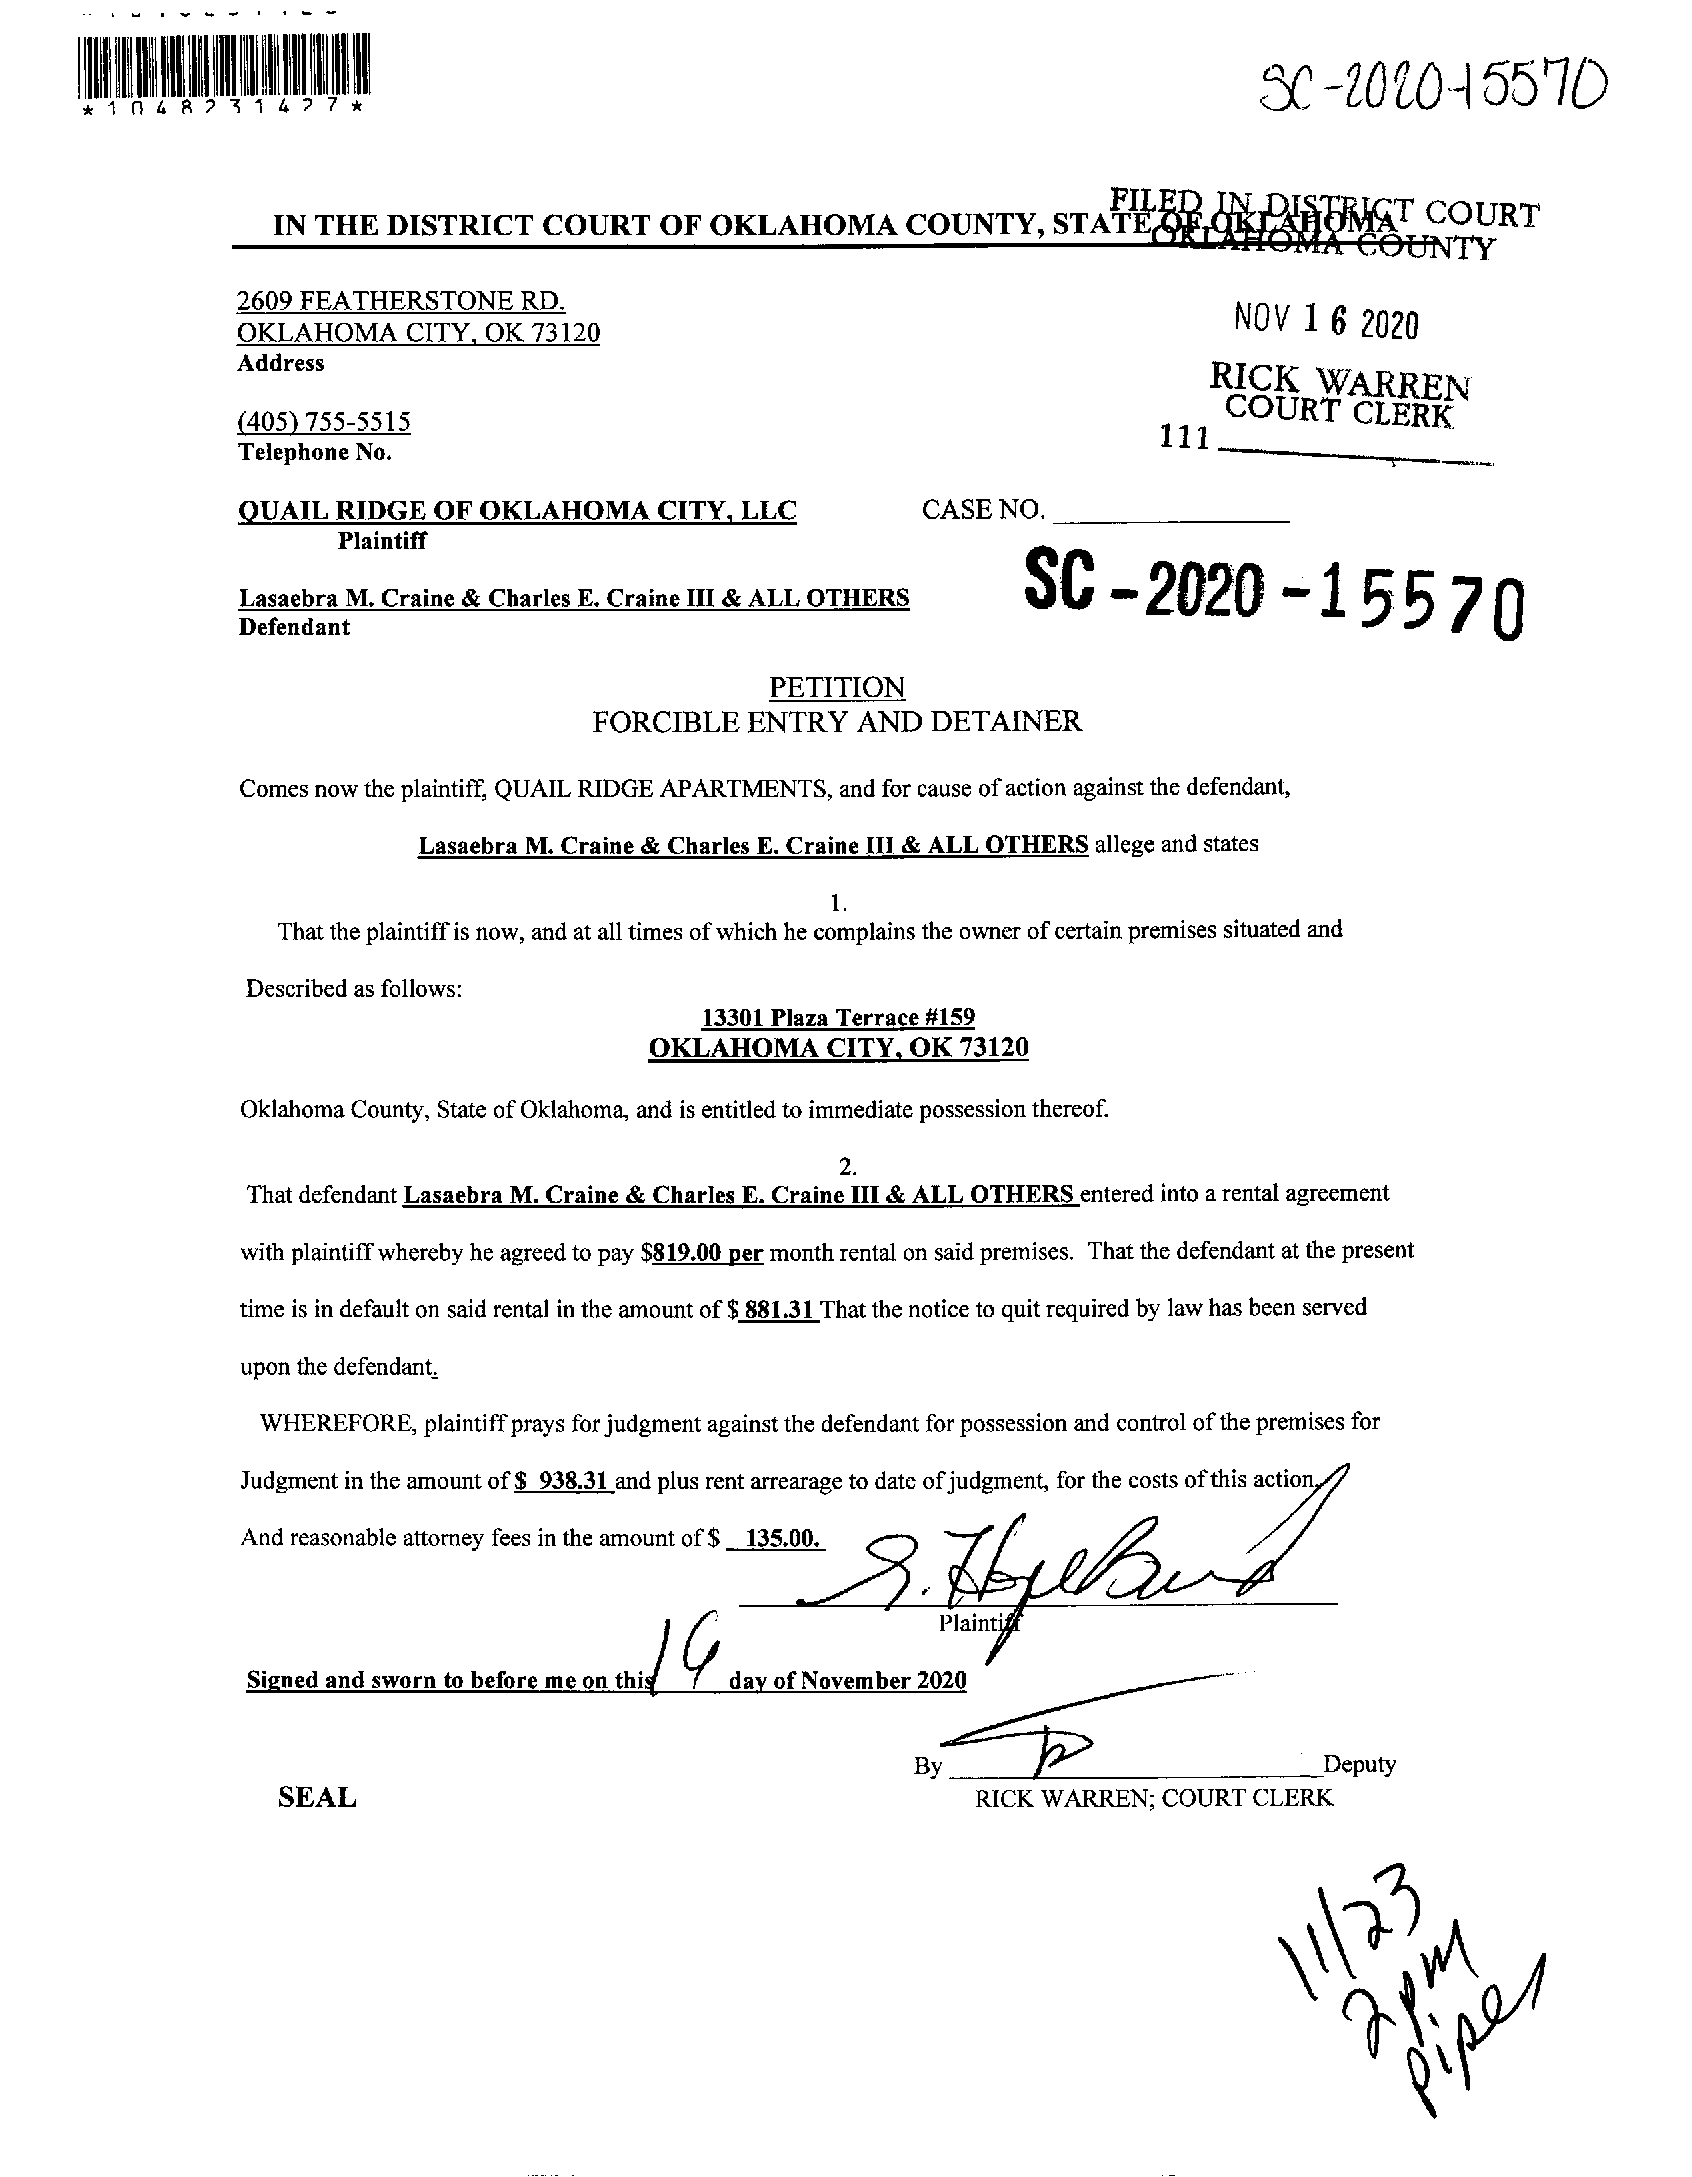 *1048231427*
SC-2020-15570
FILED IN DISTRICT COURT
OKLAHOMA COUNTY
IN THE DISTRICT COURT OF OKLAHOMA COUNTY, STATE OF OKLAHOMA
2609 FEATHERSTONE RD.
OKLAHOMA CITY, OK 73120
Address
NOV 16 2020
RICK WARREN
COURT CLERK
111
(405) 755-5515
Telephone No.
QUAIL RIDGE OF OKLAHOMA CITY, LLC
CASE NO.
Plaintiff
SC-2020-15570
Lasaebra M. Craine & Charles E. Craine III & ALL OTHERS
Defendant
PETITION
FORCIBLE ENTRY AND DETAINER
Comes now the plaintiff, QUAIL RIDGE APARTMENTS, and for cause of action against the defendant,
Lasaebra M. Craine & Charles E. Craine III & ALL OTHERS allege and states
1.
That the plaintiff is now, and at all times of which he complains the owner of certain premises situated and
Described as follows:
13301 Plaza Terrace #159
OKLAHOMA CITY, OK 73120
Oklahoma County, State of Oklahoma, and is entitled to immediate possession thereof.
2.
That defendant Lasaebra M. Craine & Charles E. Craine III & ALL OTHERS entered into a rental agreement
with plaintiff whereby he agreed to pay $819.00 per month rental on said premises. That the defendant at the present
time is in default on said rental in the amount of $ 881.31 That the notice to quit required by law has been served
upon the defendant.
WHEREFORE, plaintiff prays for judgment against the defendant for possession and control of the premises for
Judgment in the amount of $ 938.31 and plus rent arrearage to date of judgment, for the costs of this action.
And reasonable attorney fees in the amount of $ 135.00.
Plaintiff
Signed and sworn to before me on this 16 day of November 2020
By Deputy
SEAL
RICK WARREN; COURT CLERK
11/23
2 pm
Piper